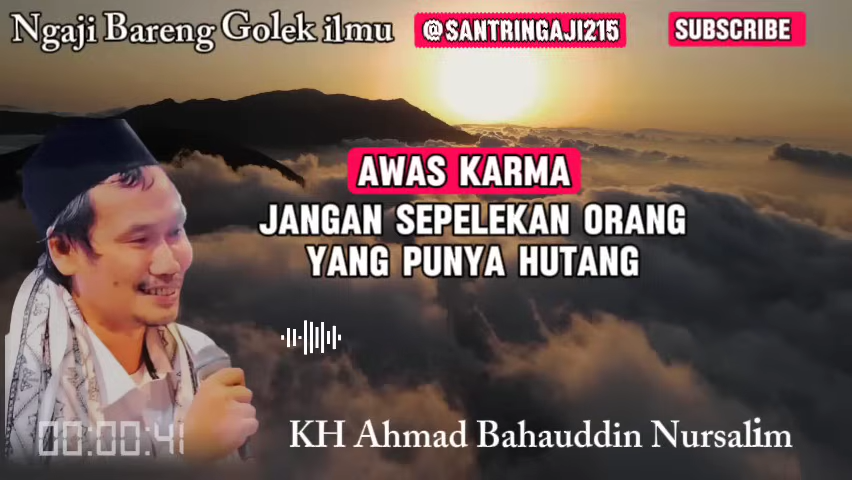 Ngaji Bareng Golek ilmu
@SANTRINGAJI215
SUBSCRIBE
AWAS KARMA
JANGAN SEPELEKAN ORANG
YANG PUNYA HUTANG
KH Ahmad Bahauddin Nursalim
00:00:41